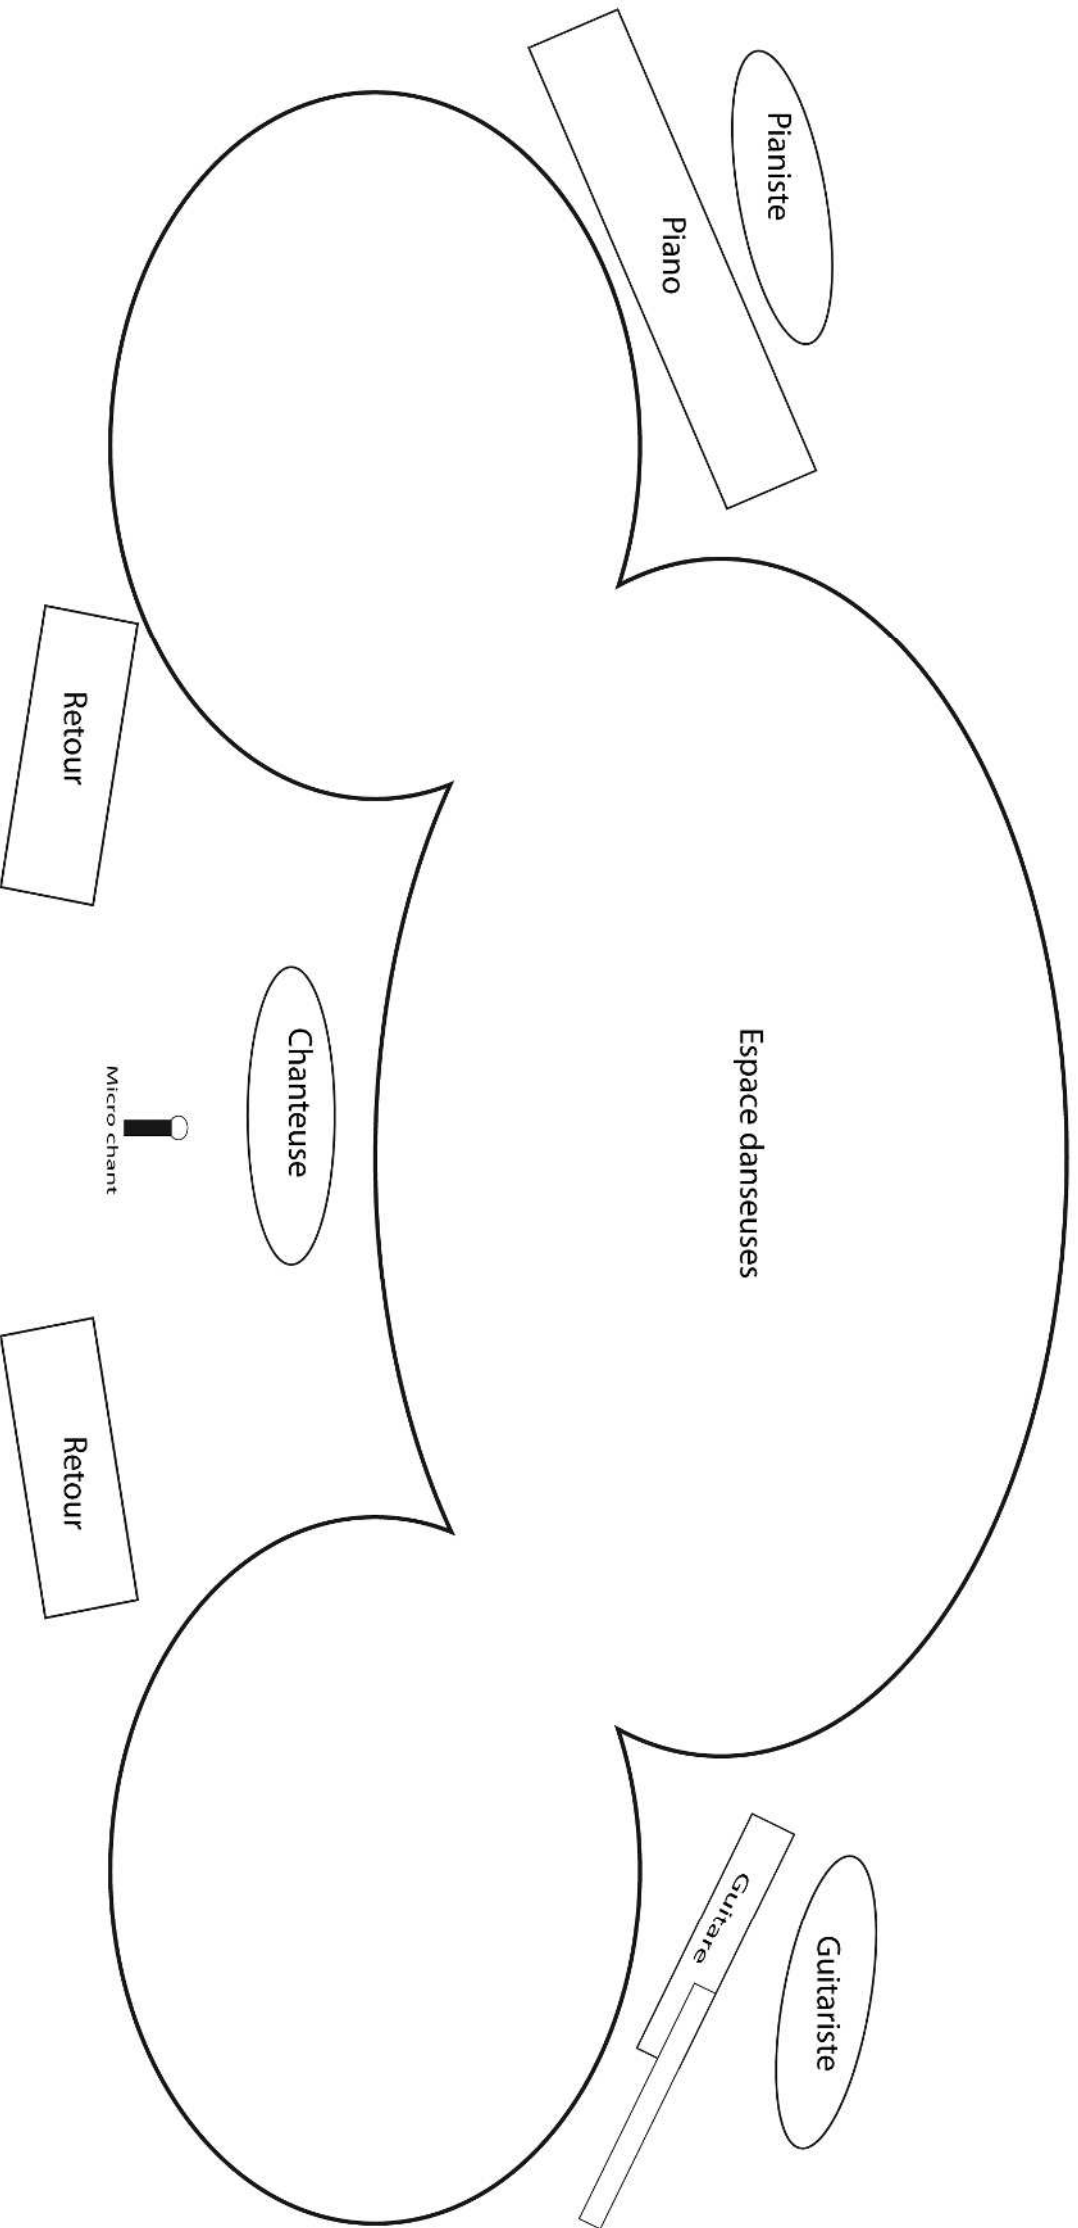 Pianiste
Guitariste
Piano
Guitare
Espace danseuses
Chanteuse
Micro chant
Retour
Retour